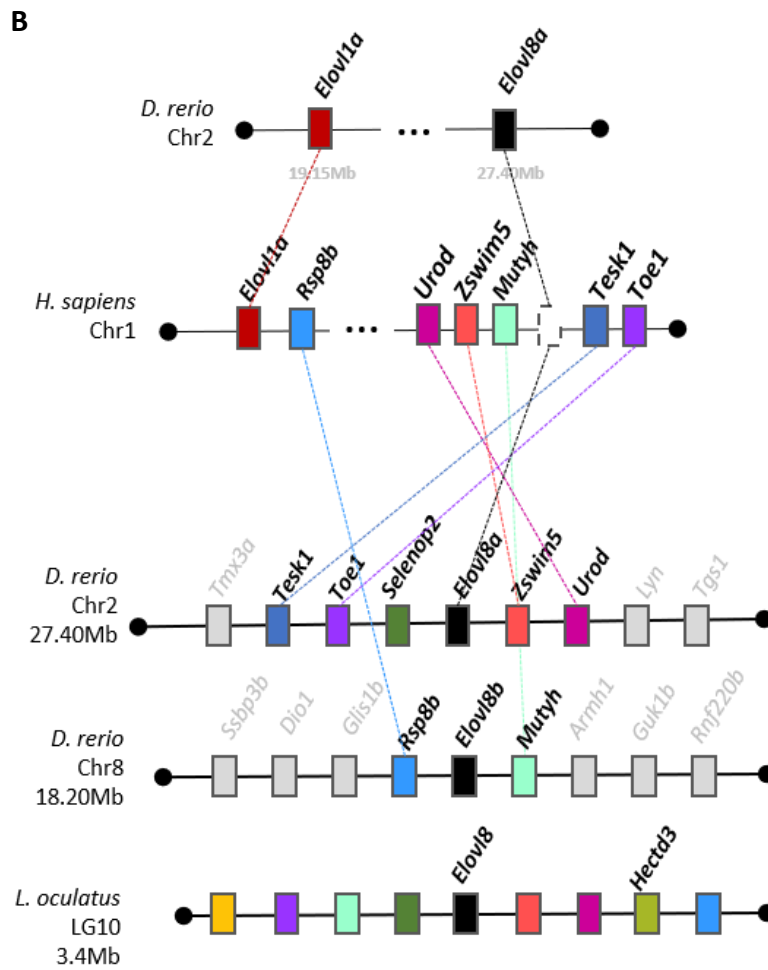 B
Elovl1a
Elovl8a
D. rerio
Chr2
...
19.15Mb
27.40Mb
Elovl1a
Rsp8b
Urod
Zswim5
Mutyh
Tesk1
Toe1
H. sapiens
Chr1
...
Tmx3a
Tesk1
Toe1
Selenop2
Elovl8a
Zswim5
Urod
Lyn
Tgs1
D. rerio
Chr2
27.40Mb
Ssbp3b
Dio1
Glis1b
Rsp8b
Elovl8b
Mutyh
Armh1
Guk1b
Rnf220b
D. rerio
Chr8
18.20Mb
Elovl8
Hectd3
L. oculatus
LG10
3.4Mb